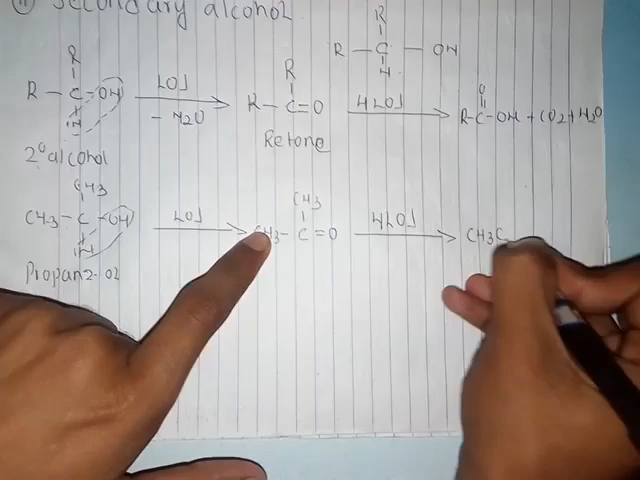 (ii) Secondary alcohol
R
R — C — OH
H
R
R — C — OH
H
[O]
- H2O
R
R — C = O
4[O]
O
R - C - OH + CO2 + H2O
Ketone
2° alcohol
CH3
CH3 — C — OH
H
[O]
CH3
CH3 - C = O
4[O]
CH3C
Propan 2-ol